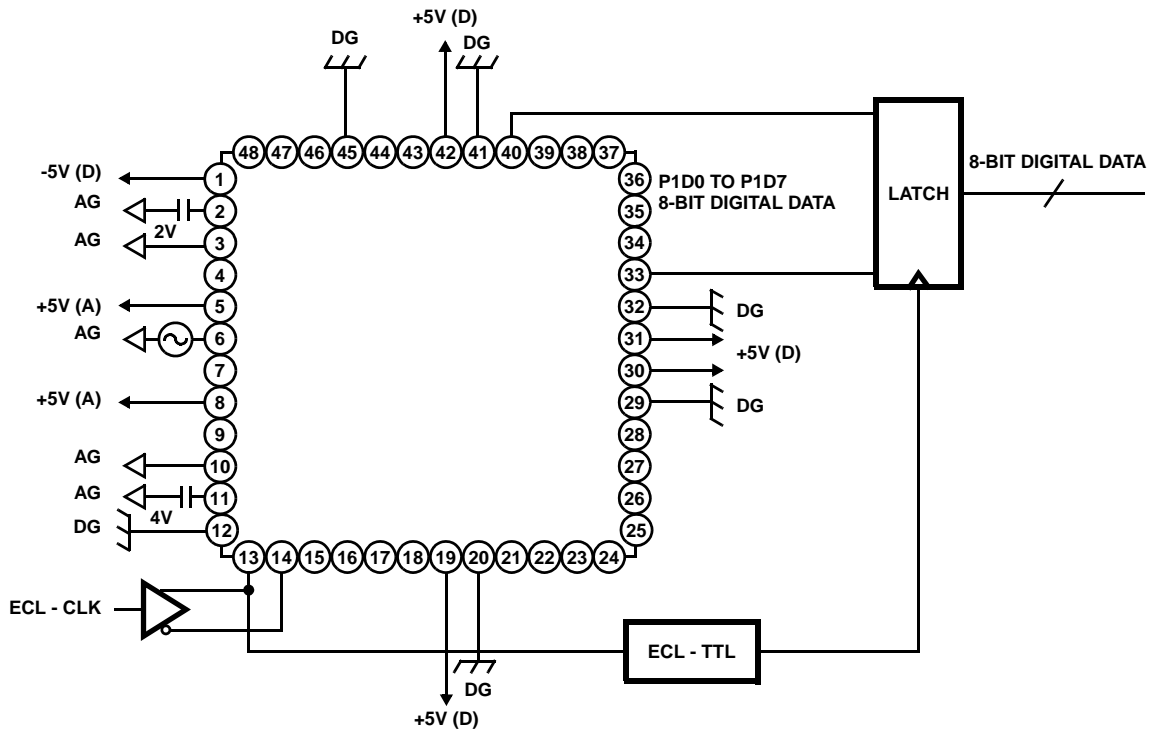 +5V (D)
DG
DG
48 47 46 45 44 43 42 41 40 39 38 37
-5V (D)
AG
2V
AG
+5V (A)
AG
+5V (A)
AG
AG
4V
DG
1
2
3
4
5
6
7
8
9
10
11
12
36
35
34
33
32
31
30
29
28
27
26
25
P1D0 TO P1D7
8-BIT DIGITAL DATA
DG
+5V (D)
DG
LATCH
8-BIT DIGITAL DATA
13 14 15 16 17 18 19 20 21 22 23 24
ECL - CLK
ECL - TTL
DG
+5V (D)